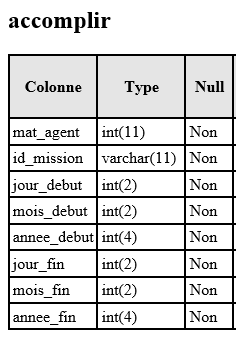 accomplir
Colonne Type Null
mat_agent int(11) Non
id_mission varchar(11) Non
jour_debut int(2) Non
mois_debut int(2) Non
annee_debut int(4) Non
jour_fin int(2) Non
mois_fin int(2) Non
annee_fin int(4) Non